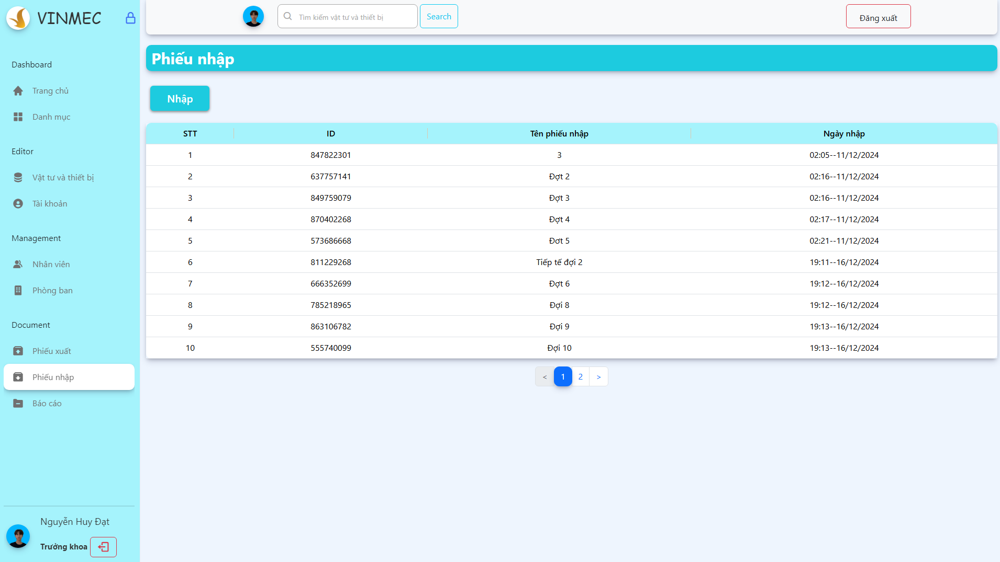 VINMEC
Dashboard
Trang chủ
Danh mục
Editor
Vật tư và thiết bị
Tài khoản
Management
Nhân viên
Phòng ban
Document
Phiếu xuất
Phiếu nhập
Báo cáo
Nguyễn Huy Đạt
Trưởng khoa
Tìm kiếm vật tư và thiết bị
Search
Đăng xuất
Phiếu nhập
Nhập
STT ID Tên phiếu nhập Ngày nhập
1 847822301 3 02:05--11/12/2024
2 637757141 Đợt 2 02:16--11/12/2024
3 849759079 Đợt 3 02:16--11/12/2024
4 870402268 Đợt 4 02:17--11/12/2024
5 573686668 Đơt 5 02:21--11/12/2024
6 811229268 Tiếp tế đợi 2 19:11--16/12/2024
7 666352699 Đợt 6 19:12--16/12/2024
8 785218965 Đợi 8 19:12--16/12/2024
9 863106782 Đợi 9 19:13--16/12/2024
10 555740099 Đợi 10 19:13--16/12/2024
< 1 2 >